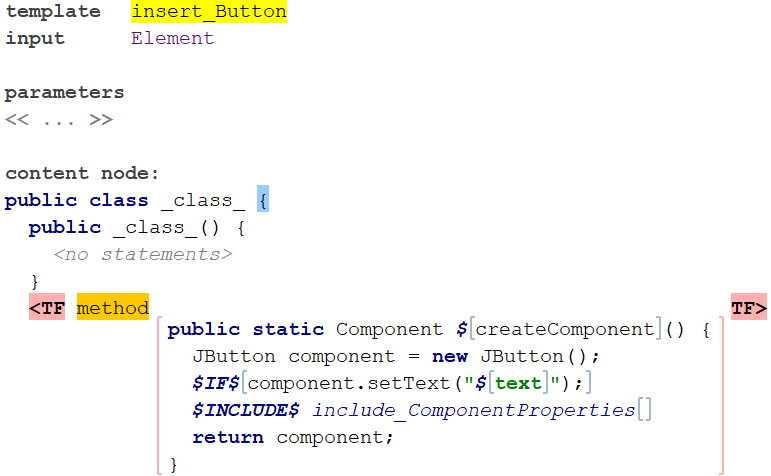 template insert_Button
input Element
parameters
<< ... >>
content node:
public class _class_ {
public _class_() {
<no statements>
}
<TF method TF>
public static Component $[createComponent]() {
JButton component = new JButton();
$IF$[component.setText("$[text]");]
$INCLUDE$ include_ComponentProperties[]
return component;
}